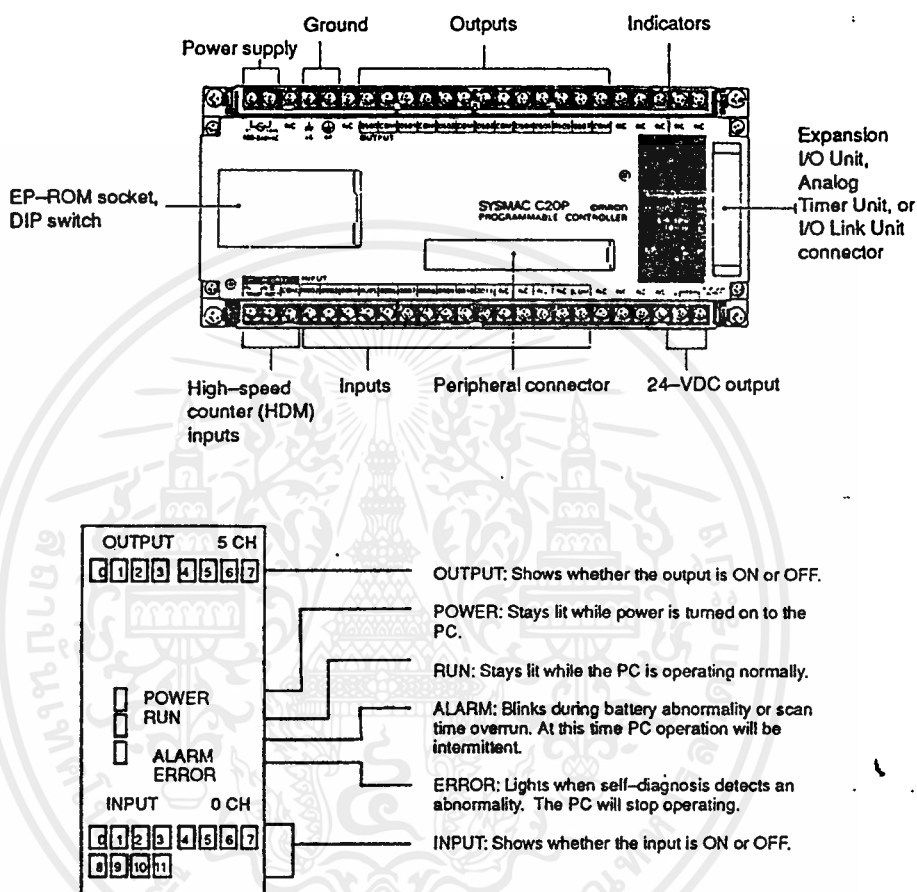 Ground
Outputs
Indicators
Power supply
OUTPUT
EP–ROM socket,
DIP switch
SYSMAC C20P omron
PROGRAMMABLE CONTROLLER
Expansion
I/O Unit,
Analog
Timer Unit, or
I/O Link Unit
connector
INPUT
High–speed
counter (HDM)
inputs
Inputs
Peripheral connector
24–VDC output
OUTPUT 5 CH
0 1 2 3 4 5 6 7
OUTPUT: Shows whether the output is ON or OFF.
POWER: Stays lit while power is turned on to the
PC.
RUN: Stays lit while the PC is operating normally.
POWER
RUN
ALARM: Blinks during battery abnormality or scan
time overrun. At this time PC operation will be
intermittent.
ALARM
ERROR
ERROR: Lights when self–diagnosis detects an
abnormality. The PC will stop operating.
INPUT 0 CH
0 1 2 3 4 5 6 7
8 9 10 11
INPUT: Shows whether the input is ON or OFF.